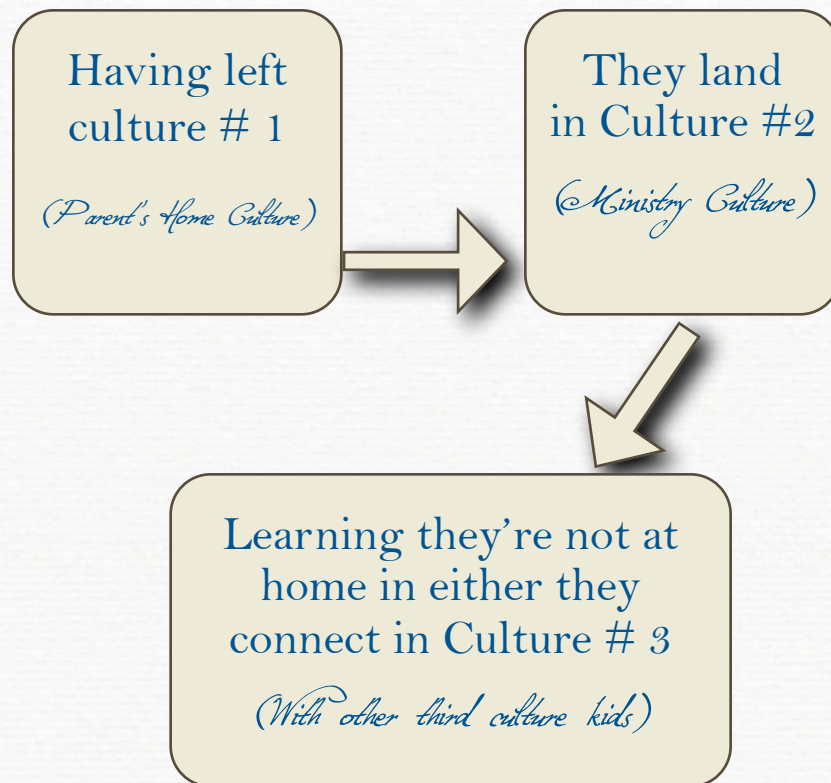 Having left
culture # 1
(Parent's Home Culture)
They land
in Culture #2
(Ministry Culture)
Learning they’re not at
home in either they
connect in Culture # 3
(With other third culture kids)